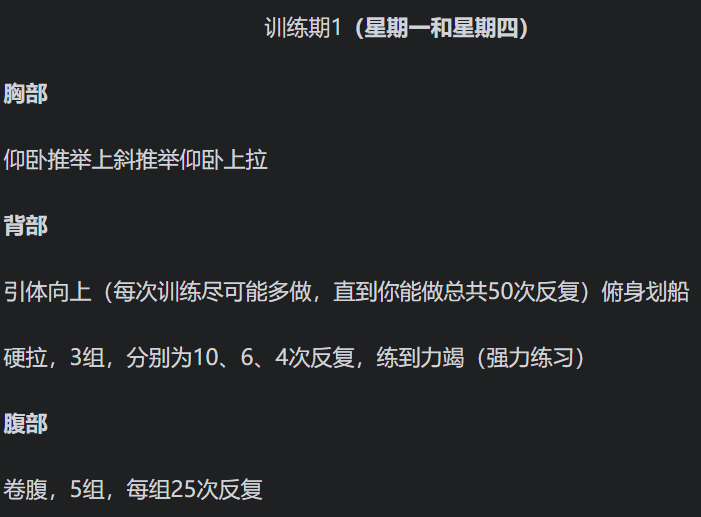 训练期1（星期一和星期四）
胸部
仰卧推举上斜推举仰卧上拉
背部
引体向上（每次训练尽可能多做，直到你能做总共50次反复）俯身划船
硬拉，3组，分别为10、6、4次反复，练到力竭（强力练习）
腹部
卷腹，5组，每组25次反复